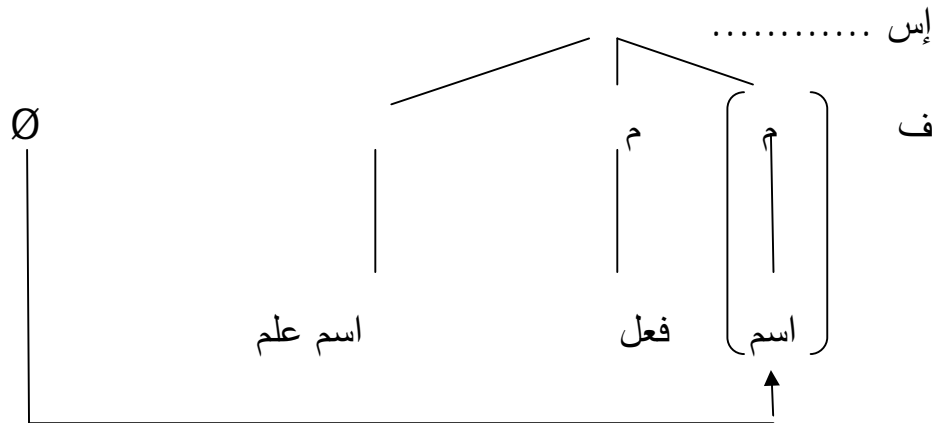 إس ............
ف م م Ø
اسم فعل اسم علم